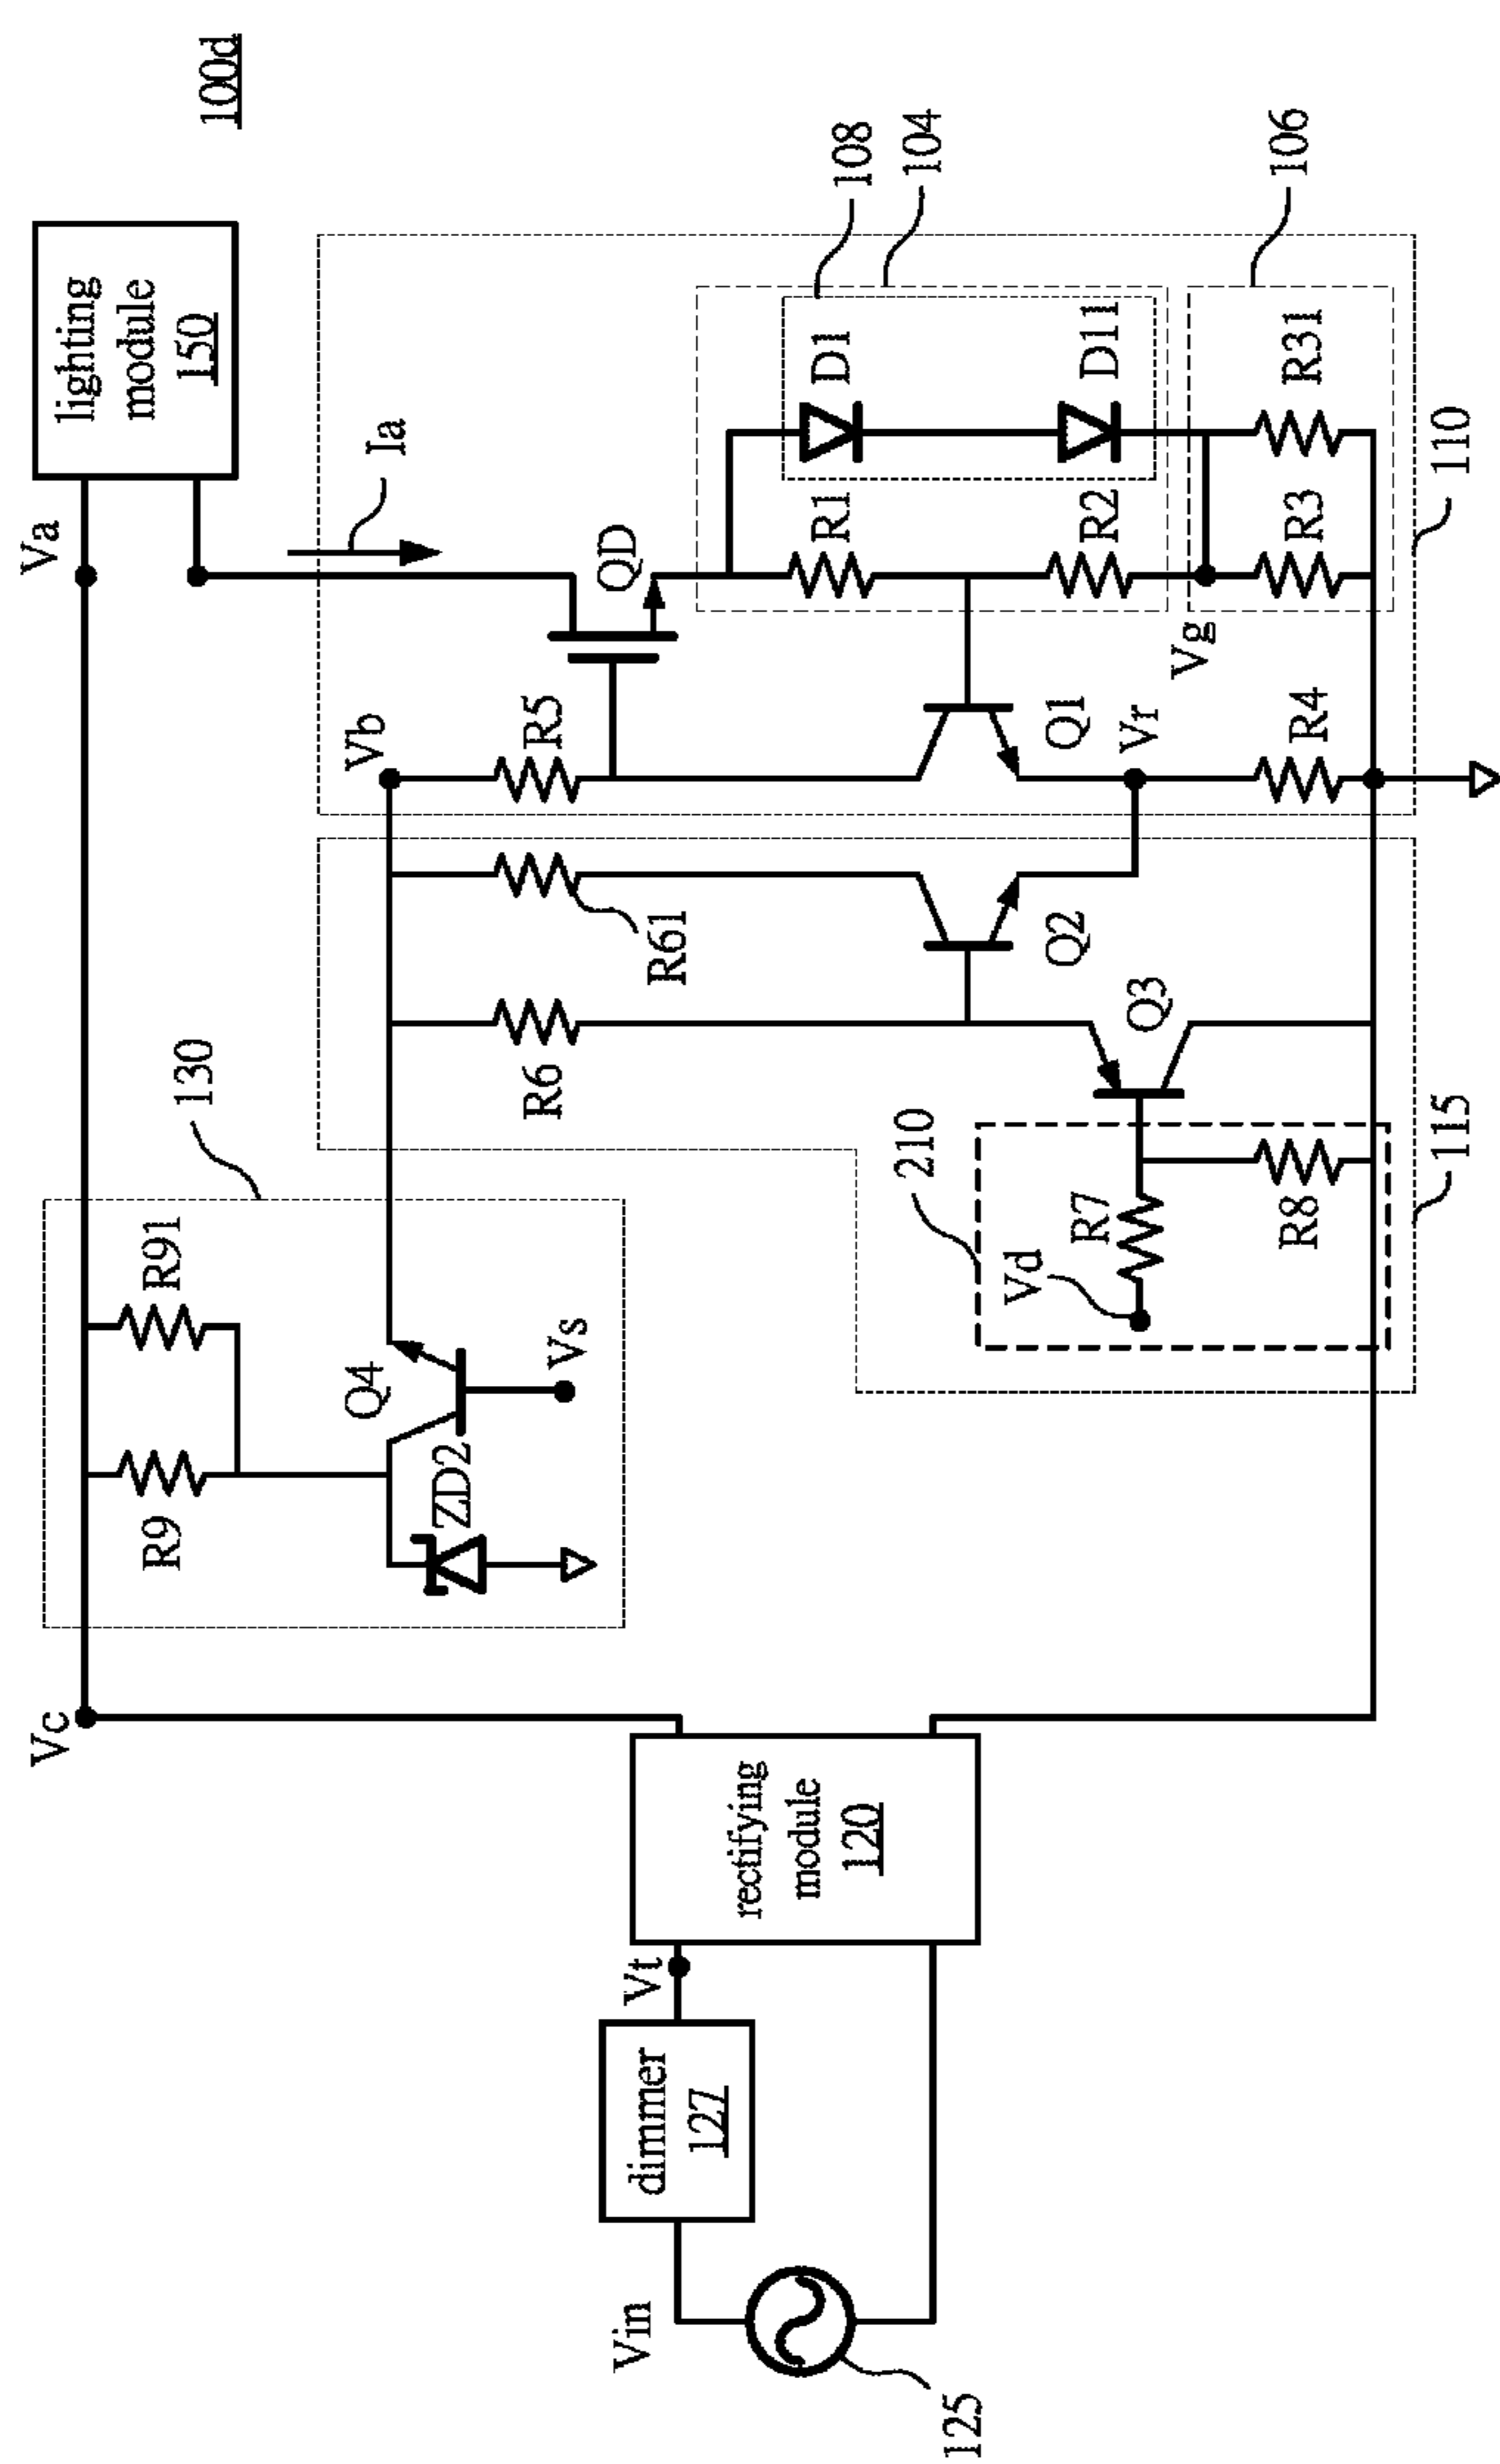 100d
lighting
module
150
Va
Ia
108
104
106
110
QD
D1
D11
R1
R2
R31
R3
Vg
Vb
R5
Q1
Vr
R4
R61
Q2
R6
Q3
130
210
115
R91
R7
Vd
R8
Q4
Vs
R9
ZD2
Vc
rectifying
module
120
Vt
dimmer
127
Vin
125